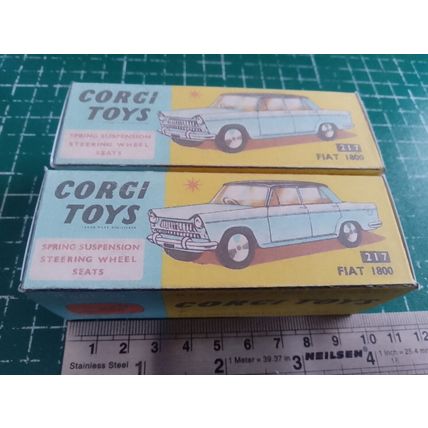 CORGI
TOYS
SPRING SUSPENSION
STEERING WHEEL
SEATS
217
FIAT 1800
CORGI
TOYS
SPRING SUSPENSION
STEERING WHEEL
SEATS
217
FIAT 1800
CORGI TOYS
1 2 3 4 5 6 7 8 9 10 11 12
Stainless Steel 1 2 1 Meter = 39.37 in 3 NEILSEN 4 1 Inch = 25.4 mm